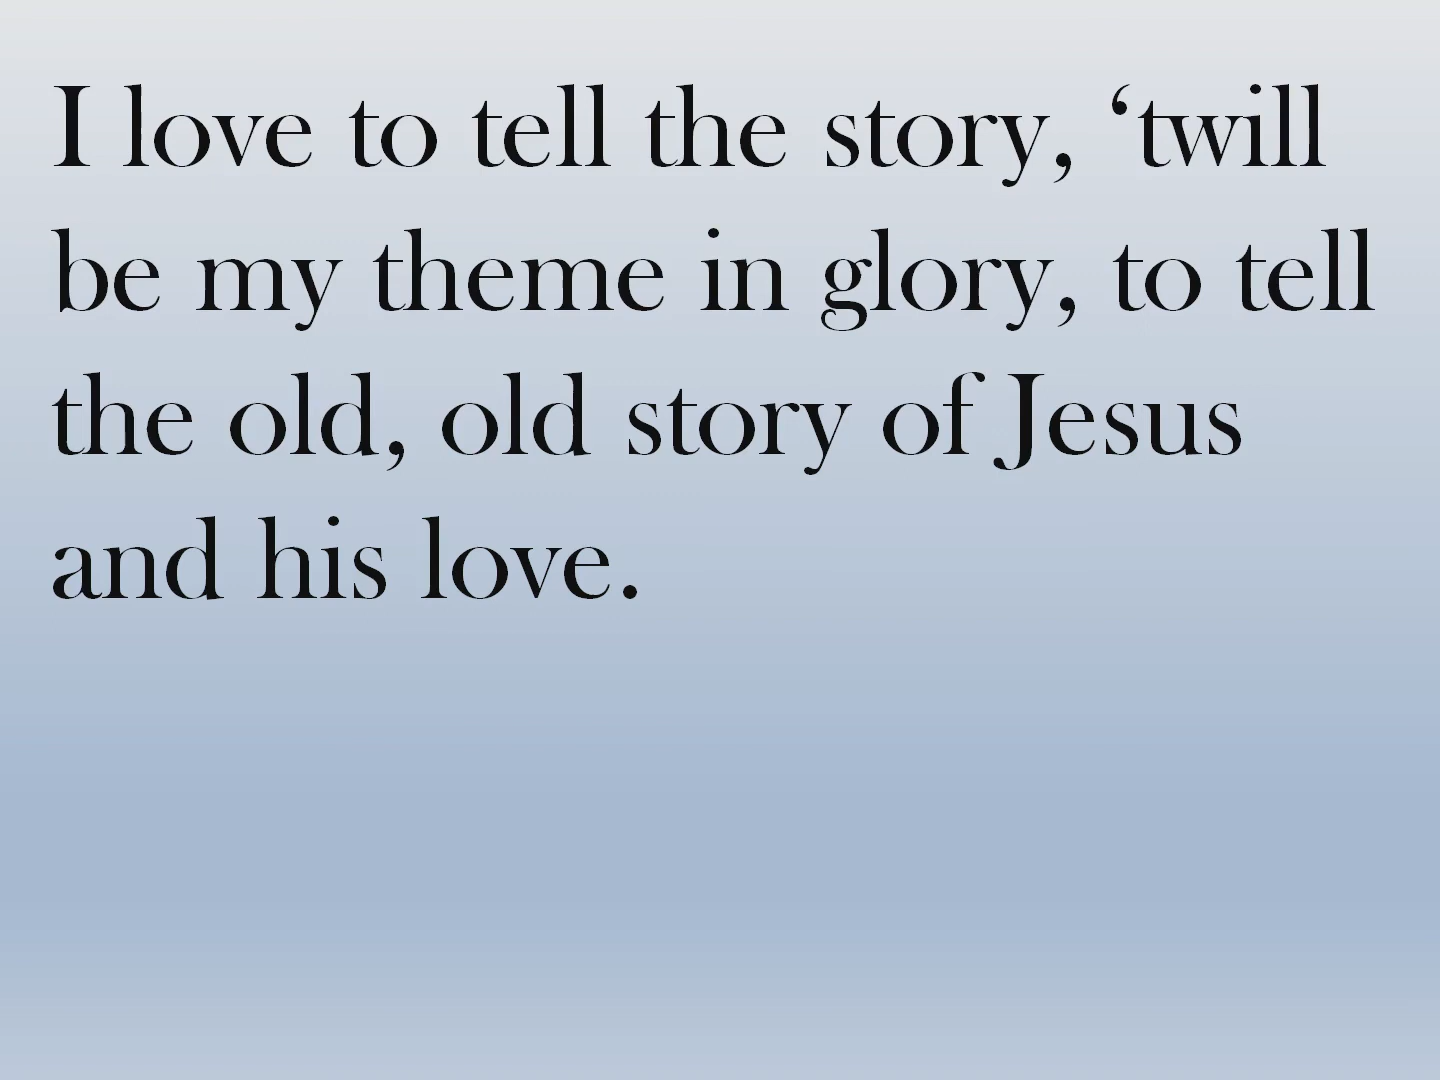 I love to tell the story, ‘twill
be my theme in glory, to tell
the old, old story of Jesus
and his love.